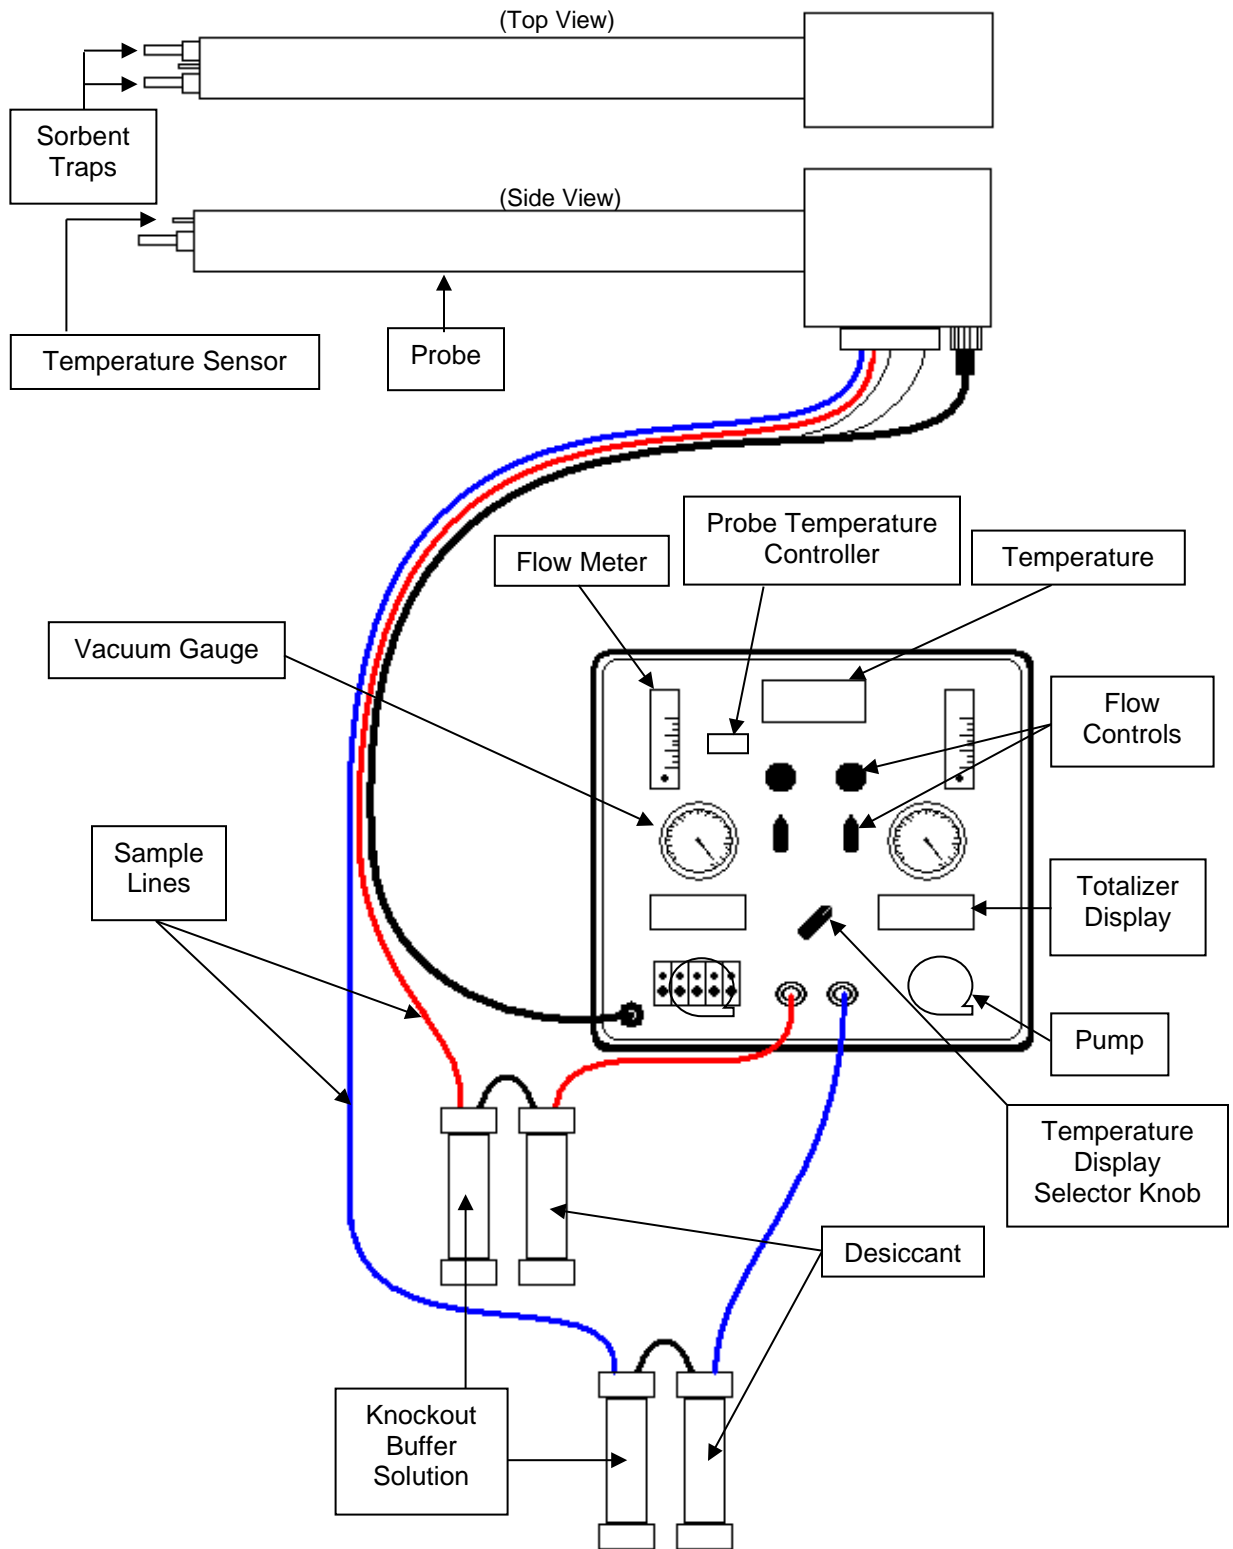 (Top View)
Sorbent
Traps
(Side View)
Temperature Sensor
Probe
Probe Temperature
Controller
Flow Meter
Temperature
Vacuum Gauge
Flow
Controls
Sample
Lines
Totalizer
Display
Pump
Temperature
Display
Selector Knob
Desiccant
Knockout
Buffer
Solution